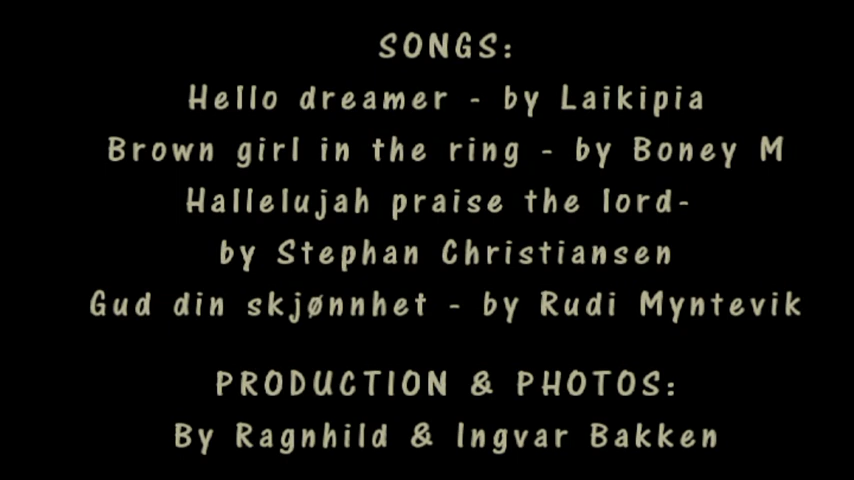 SONGS:
Hello dreamer - by Laikipia
Brown girl in the ring - by Boney M
Hallelujah praise the lord-
by Stephan Christiansen
Gud din skjønnhet - by Rudi Myntevik
PRODUCTION & PHOTOS:
By Ragnhild & Ingvar Bakken